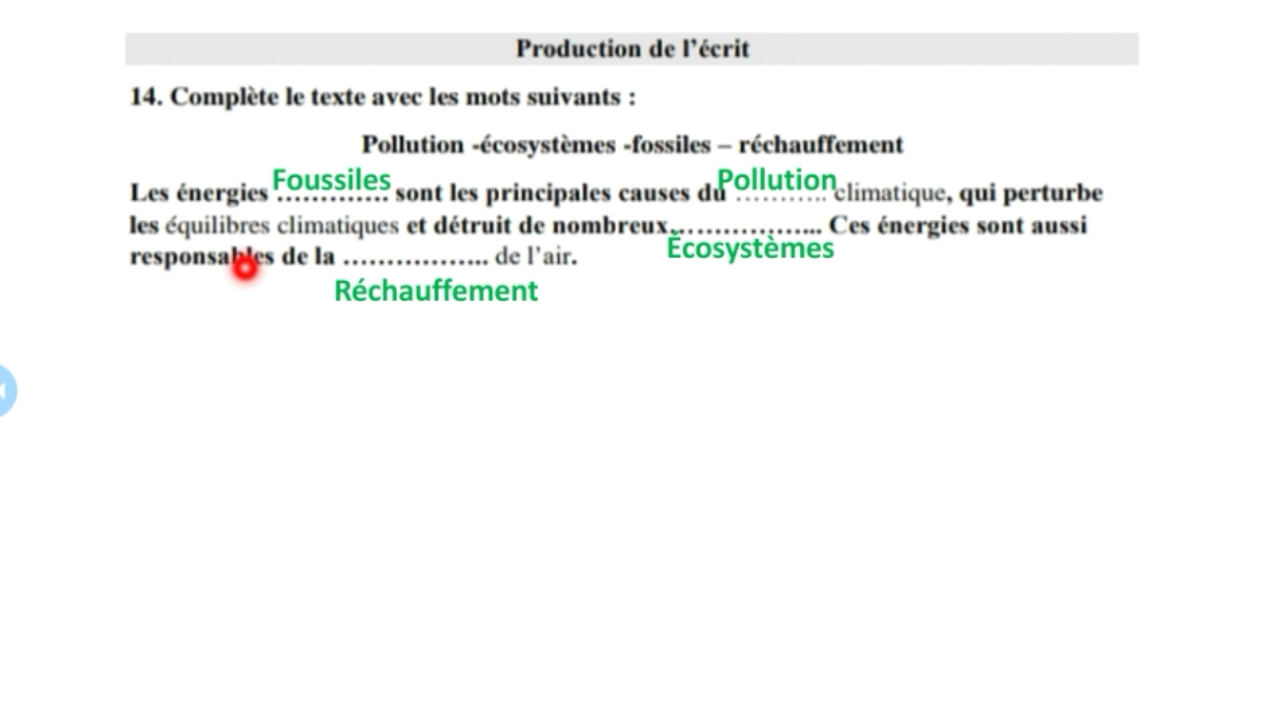 Production de l'écrit
14. Complète le texte avec les mots suivants :
Pollution -écosystèmes -fossiles – réchauffement
Les énergies Foussiles ............. sont les principales causes du Pollution ........... climatique, qui perturbe
les équilibres climatiques et détruit de nombreux.................... Ces énergies sont aussi
Écosystèmes
responsables de la ................. de l'air.
Réchauffement